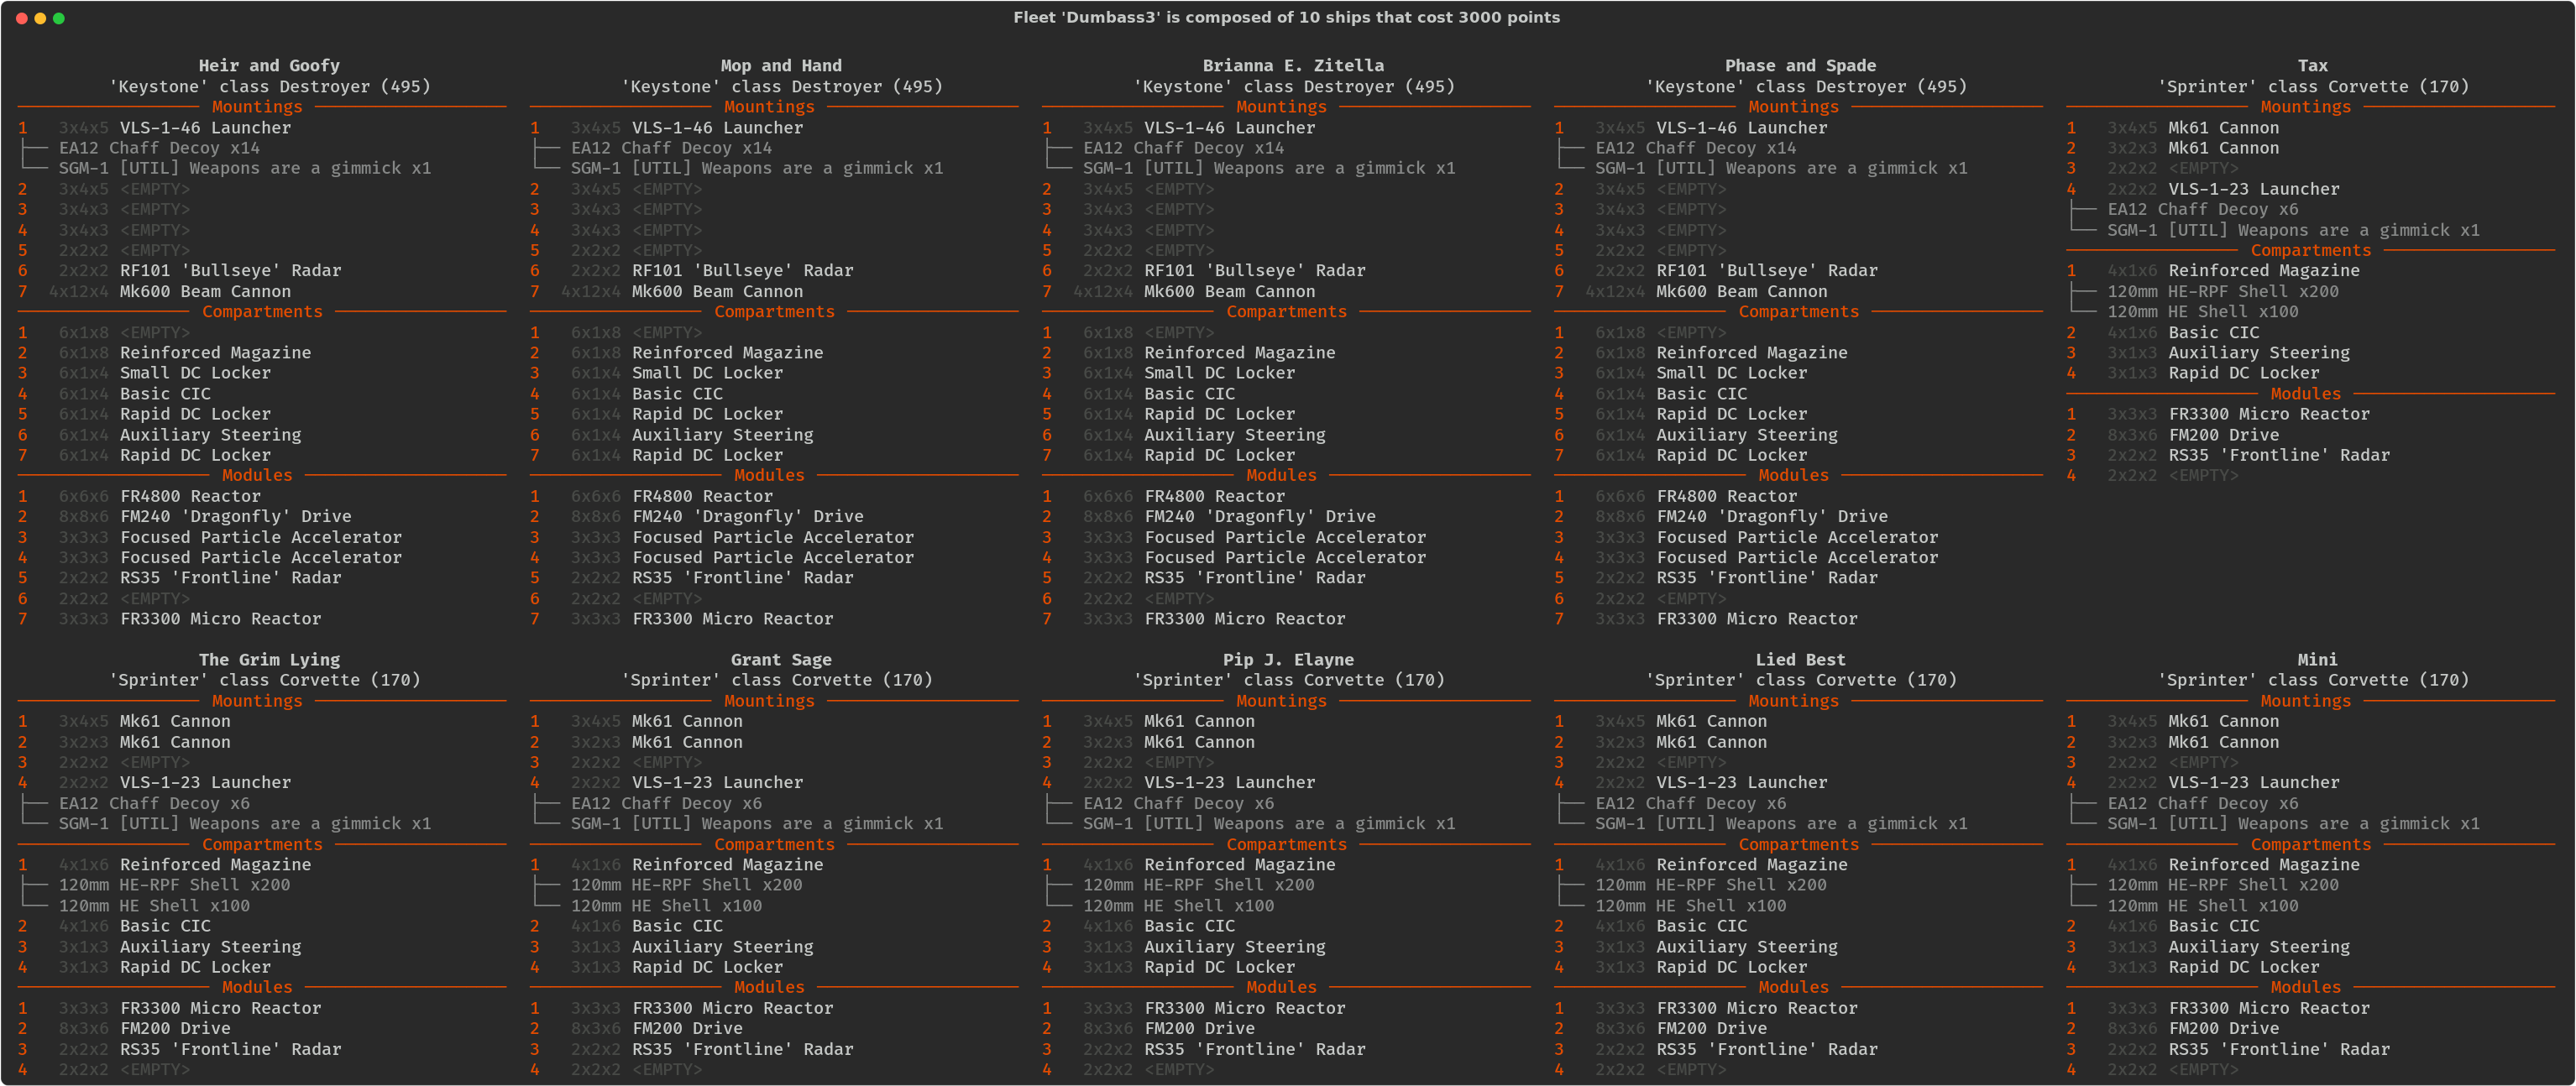 Fleet 'Dumbass3' is composed of 10 ships that cost 3000 points
Heir and Goofy
'Keystone' class Destroyer (495)
Mountings
1 3x4x5 VLS-1-46 Launcher
├── EA12 Chaff Decoy x14
└── SGM-1 [UTIL] Weapons are a gimmick x1
2 3x4x5 <EMPTY>
3 3x4x3 <EMPTY>
4 3x4x3 <EMPTY>
5 2x2x2 <EMPTY>
6 2x2x2 RF101 'Bullseye' Radar
7 4x12x4 Mk600 Beam Cannon
Compartments
1 6x1x8 <EMPTY>
2 6x1x8 Reinforced Magazine
3 6x1x4 Small DC Locker
4 6x1x4 Basic CIC
5 6x1x4 Rapid DC Locker
6 6x1x4 Auxiliary Steering
7 6x1x4 Rapid DC Locker
Modules
1 6x6x6 FR4800 Reactor
2 8x8x6 FM240 'Dragonfly' Drive
3 3x3x3 Focused Particle Accelerator
4 3x3x3 Focused Particle Accelerator
5 2x2x2 RS35 'Frontline' Radar
6 2x2x2 <EMPTY>
7 3x3x3 FR3300 Micro Reactor
Mop and Hand
'Keystone' class Destroyer (495)
Mountings
1 3x4x5 VLS-1-46 Launcher
├── EA12 Chaff Decoy x14
└── SGM-1 [UTIL] Weapons are a gimmick x1
2 3x4x5 <EMPTY>
3 3x4x3 <EMPTY>
4 3x4x3 <EMPTY>
5 2x2x2 <EMPTY>
6 2x2x2 RF101 'Bullseye' Radar
7 4x12x4 Mk600 Beam Cannon
Compartments
1 6x1x8 <EMPTY>
2 6x1x8 Reinforced Magazine
3 6x1x4 Small DC Locker
4 6x1x4 Basic CIC
5 6x1x4 Rapid DC Locker
6 6x1x4 Auxiliary Steering
7 6x1x4 Rapid DC Locker
Modules
1 6x6x6 FR4800 Reactor
2 8x8x6 FM240 'Dragonfly' Drive
3 3x3x3 Focused Particle Accelerator
4 3x3x3 Focused Particle Accelerator
5 2x2x2 RS35 'Frontline' Radar
6 2x2x2 <EMPTY>
7 3x3x3 FR3300 Micro Reactor
Brianna E. Zitella
'Keystone' class Destroyer (495)
Mountings
1 3x4x5 VLS-1-46 Launcher
├── EA12 Chaff Decoy x14
└── SGM-1 [UTIL] Weapons are a gimmick x1
2 3x4x5 <EMPTY>
3 3x4x3 <EMPTY>
4 3x4x3 <EMPTY>
5 2x2x2 <EMPTY>
6 2x2x2 RF101 'Bullseye' Radar
7 4x12x4 Mk600 Beam Cannon
Compartments
1 6x1x8 <EMPTY>
2 6x1x8 Reinforced Magazine
3 6x1x4 Small DC Locker
4 6x1x4 Basic CIC
5 6x1x4 Rapid DC Locker
6 6x1x4 Auxiliary Steering
7 6x1x4 Rapid DC Locker
Modules
1 6x6x6 FR4800 Reactor
2 8x8x6 FM240 'Dragonfly' Drive
3 3x3x3 Focused Particle Accelerator
4 3x3x3 Focused Particle Accelerator
5 2x2x2 RS35 'Frontline' Radar
6 2x2x2 <EMPTY>
7 3x3x3 FR3300 Micro Reactor
Phase and Spade
'Keystone' class Destroyer (495)
Mountings
1 3x4x5 VLS-1-46 Launcher
├── EA12 Chaff Decoy x14
└── SGM-1 [UTIL] Weapons are a gimmick x1
2 3x4x5 <EMPTY>
3 3x4x3 <EMPTY>
4 3x4x3 <EMPTY>
5 2x2x2 <EMPTY>
6 2x2x2 RF101 'Bullseye' Radar
7 4x12x4 Mk600 Beam Cannon
Compartments
1 6x1x8 <EMPTY>
2 6x1x8 Reinforced Magazine
3 6x1x4 Small DC Locker
4 6x1x4 Basic CIC
5 6x1x4 Rapid DC Locker
6 6x1x4 Auxiliary Steering
7 6x1x4 Rapid DC Locker
Modules
1 6x6x6 FR4800 Reactor
2 8x8x6 FM240 'Dragonfly' Drive
3 3x3x3 Focused Particle Accelerator
4 3x3x3 Focused Particle Accelerator
5 2x2x2 RS35 'Frontline' Radar
6 2x2x2 <EMPTY>
7 3x3x3 FR3300 Micro Reactor
Tax
'Sprinter' class Corvette (170)
Mountings
1 3x4x5 Mk61 Cannon
2 3x2x3 Mk61 Cannon
3 2x2x2 <EMPTY>
4 2x2x2 VLS-1-23 Launcher
├── EA12 Chaff Decoy x6
└── SGM-1 [UTIL] Weapons are a gimmick x1
Compartments
1 4x1x6 Reinforced Magazine
├── 120mm HE-RPF Shell x200
└── 120mm HE Shell x100
2 4x1x6 Basic CIC
3 3x1x3 Auxiliary Steering
4 3x1x3 Rapid DC Locker
Modules
1 3x3x3 FR3300 Micro Reactor
2 8x3x6 FM200 Drive
3 2x2x2 RS35 'Frontline' Radar
4 2x2x2 <EMPTY>
The Grim Lying
'Sprinter' class Corvette (170)
Mountings
1 3x4x5 Mk61 Cannon
2 3x2x3 Mk61 Cannon
3 2x2x2 <EMPTY>
4 2x2x2 VLS-1-23 Launcher
├── EA12 Chaff Decoy x6
└── SGM-1 [UTIL] Weapons are a gimmick x1
Compartments
1 4x1x6 Reinforced Magazine
├── 120mm HE-RPF Shell x200
└── 120mm HE Shell x100
2 4x1x6 Basic CIC
3 3x1x3 Auxiliary Steering
4 3x1x3 Rapid DC Locker
Modules
1 3x3x3 FR3300 Micro Reactor
2 8x3x6 FM200 Drive
3 2x2x2 RS35 'Frontline' Radar
4 2x2x2 <EMPTY>
Grant Sage
'Sprinter' class Corvette (170)
Mountings
1 3x4x5 Mk61 Cannon
2 3x2x3 Mk61 Cannon
3 2x2x2 <EMPTY>
4 2x2x2 VLS-1-23 Launcher
├── EA12 Chaff Decoy x6
└── SGM-1 [UTIL] Weapons are a gimmick x1
Compartments
1 4x1x6 Reinforced Magazine
├── 120mm HE-RPF Shell x200
└── 120mm HE Shell x100
2 4x1x6 Basic CIC
3 3x1x3 Auxiliary Steering
4 3x1x3 Rapid DC Locker
Modules
1 3x3x3 FR3300 Micro Reactor
2 8x3x6 FM200 Drive
3 2x2x2 RS35 'Frontline' Radar
4 2x2x2 <EMPTY>
Pip J. Elayne
'Sprinter' class Corvette (170)
Mountings
1 3x4x5 Mk61 Cannon
2 3x2x3 Mk61 Cannon
3 2x2x2 <EMPTY>
4 2x2x2 VLS-1-23 Launcher
├── EA12 Chaff Decoy x6
└── SGM-1 [UTIL] Weapons are a gimmick x1
Compartments
1 4x1x6 Reinforced Magazine
├── 120mm HE-RPF Shell x200
└── 120mm HE Shell x100
2 4x1x6 Basic CIC
3 3x1x3 Auxiliary Steering
4 3x1x3 Rapid DC Locker
Modules
1 3x3x3 FR3300 Micro Reactor
2 8x3x6 FM200 Drive
3 2x2x2 RS35 'Frontline' Radar
4 2x2x2 <EMPTY>
Lied Best
'Sprinter' class Corvette (170)
Mountings
1 3x4x5 Mk61 Cannon
2 3x2x3 Mk61 Cannon
3 2x2x2 <EMPTY>
4 2x2x2 VLS-1-23 Launcher
├── EA12 Chaff Decoy x6
└── SGM-1 [UTIL] Weapons are a gimmick x1
Compartments
1 4x1x6 Reinforced Magazine
├── 120mm HE-RPF Shell x200
└── 120mm HE Shell x100
2 4x1x6 Basic CIC
3 3x1x3 Auxiliary Steering
4 3x1x3 Rapid DC Locker
Modules
1 3x3x3 FR3300 Micro Reactor
2 8x3x6 FM200 Drive
3 2x2x2 RS35 'Frontline' Radar
4 2x2x2 <EMPTY>
Mini
'Sprinter' class Corvette (170)
Mountings
1 3x4x5 Mk61 Cannon
2 3x2x3 Mk61 Cannon
3 2x2x2 <EMPTY>
4 2x2x2 VLS-1-23 Launcher
├── EA12 Chaff Decoy x6
└── SGM-1 [UTIL] Weapons are a gimmick x1
Compartments
1 4x1x6 Reinforced Magazine
├── 120mm HE-RPF Shell x200
└── 120mm HE Shell x100
2 4x1x6 Basic CIC
3 3x1x3 Auxiliary Steering
4 3x1x3 Rapid DC Locker
Modules
1 3x3x3 FR3300 Micro Reactor
2 8x3x6 FM200 Drive
3 2x2x2 RS35 'Frontline' Radar
4 2x2x2 <EMPTY>